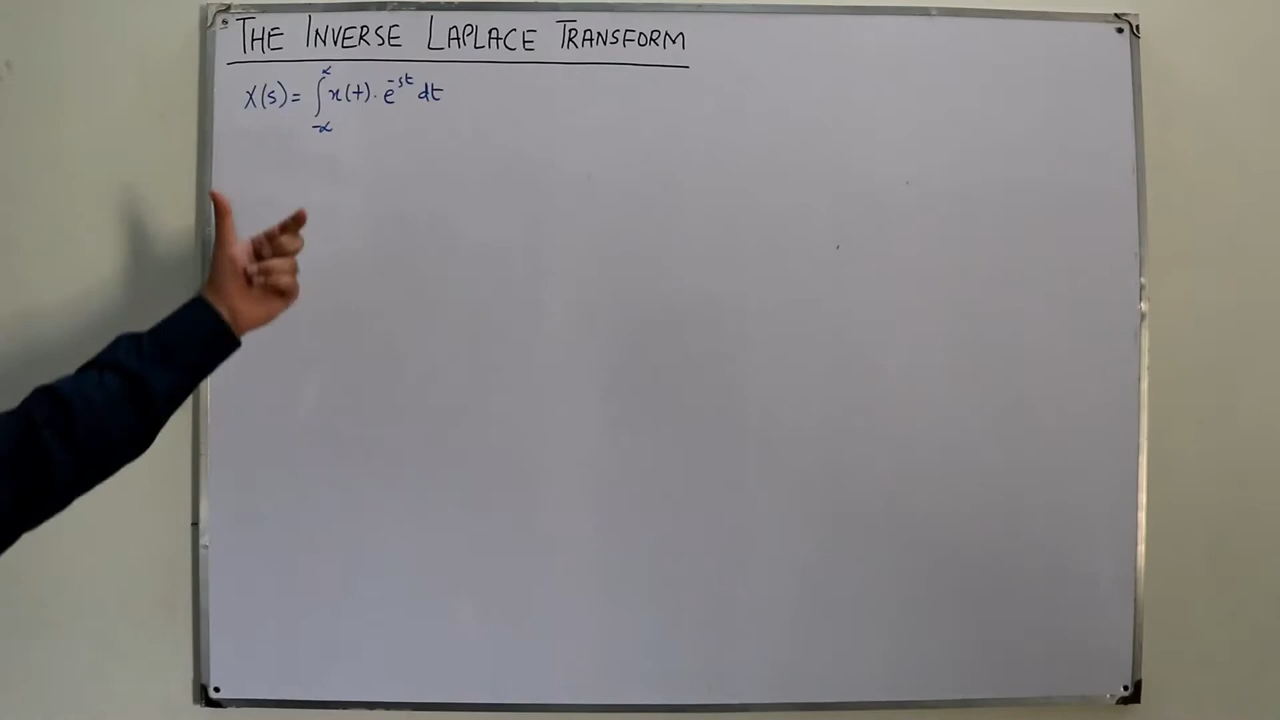 THE INVERSE LAPLACE TRANSFORM
X(s) = ∫_{-∞}^{∞} x(t) · e^{-st} dt